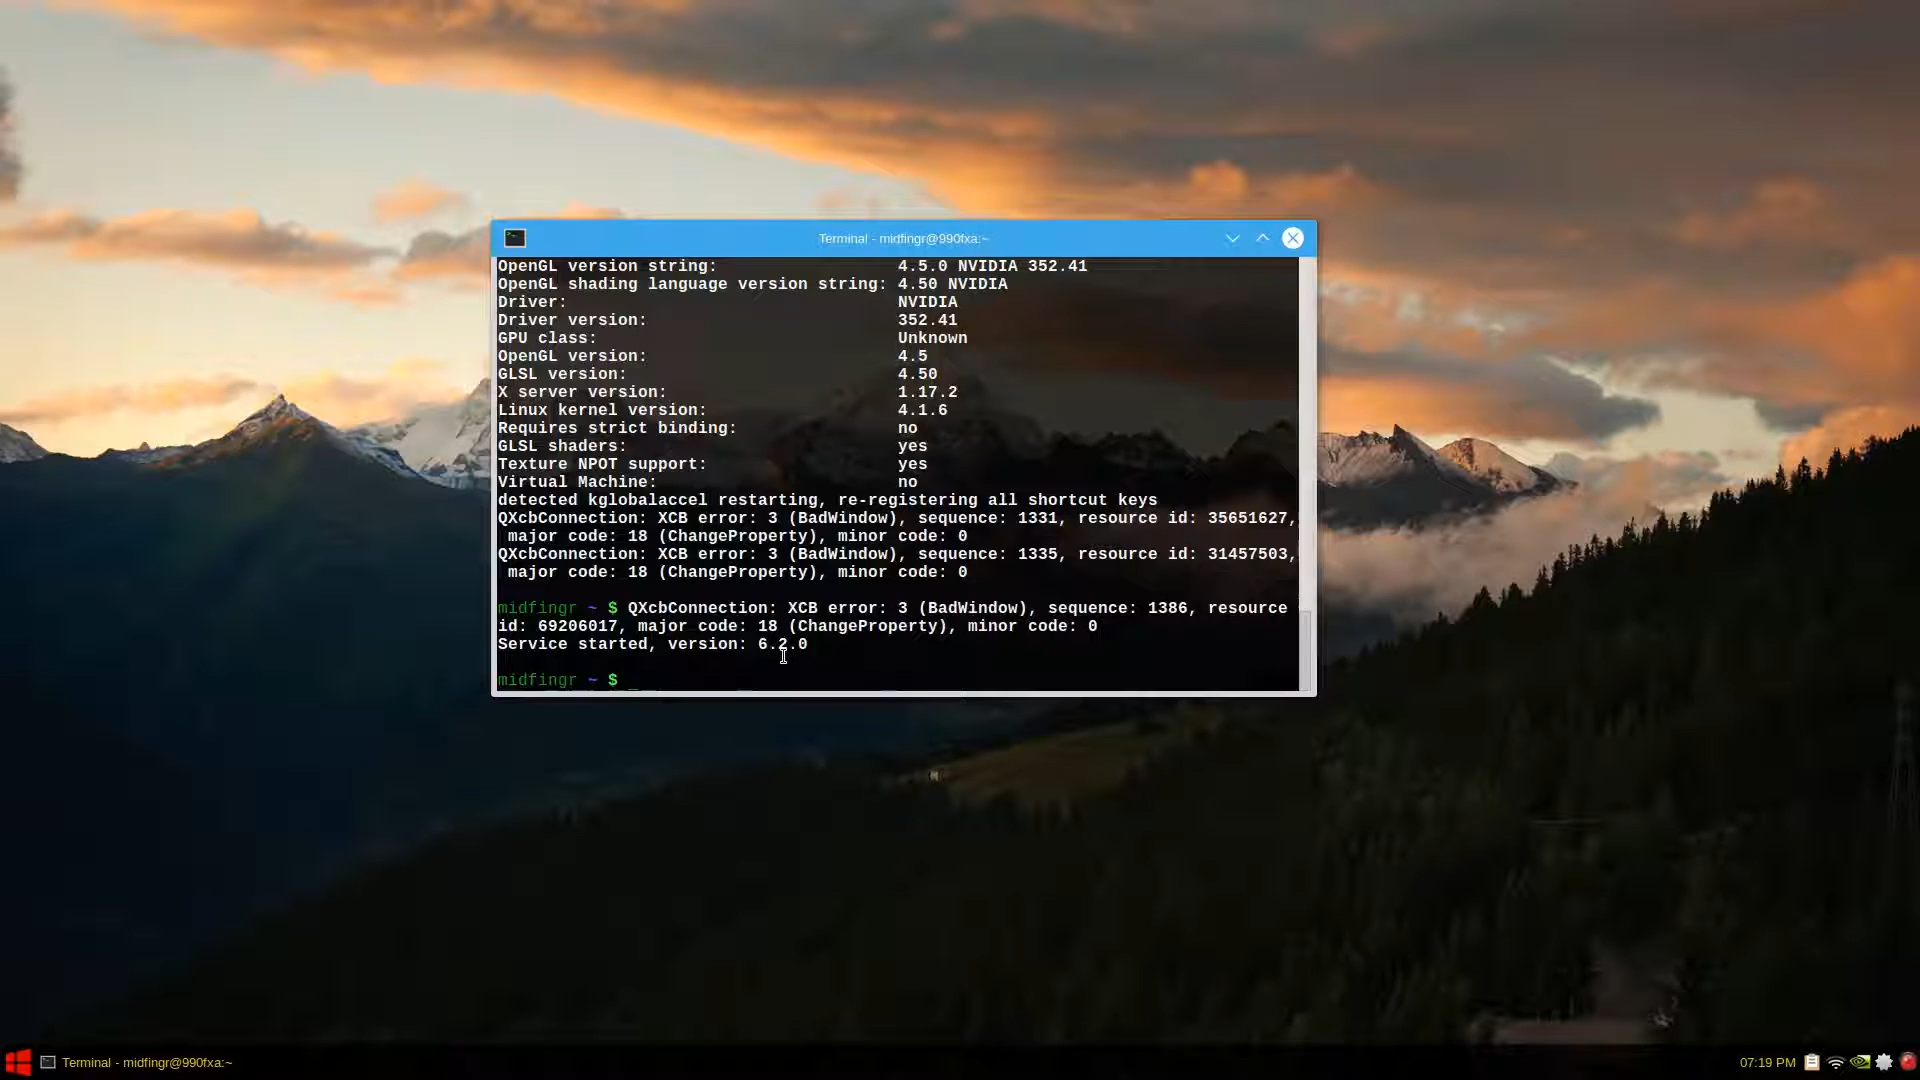 Terminal - midfingr@990fxa:~
OpenGL version string: 4.5.0 NVIDIA 352.41
OpenGL shading language version string: 4.50 NVIDIA
Driver: NVIDIA
Driver version: 352.41
GPU class: Unknown
OpenGL version: 4.5
GLSL version: 4.50
X server version: 1.17.2
Linux kernel version: 4.1.6
Requires strict binding: no
GLSL shaders: yes
Texture NPOT support: yes
Virtual Machine: no
detected kglobalaccel restarting, re-registering all shortcut keys
QXcbConnection: XCB error: 3 (BadWindow), sequence: 1331, resource id: 35651627,
major code: 18 (ChangeProperty), minor code: 0
QXcbConnection: XCB error: 3 (BadWindow), sequence: 1335, resource id: 31457503,
major code: 18 (ChangeProperty), minor code: 0
midfingr ~ $ QXcbConnection: XCB error: 3 (BadWindow), sequence: 1386, resource
id: 69206017, major code: 18 (ChangeProperty), minor code: 0
Service started, version: 6.2.0
midfingr ~ $
Terminal - midfingr@990fxa:~
07:19 PM